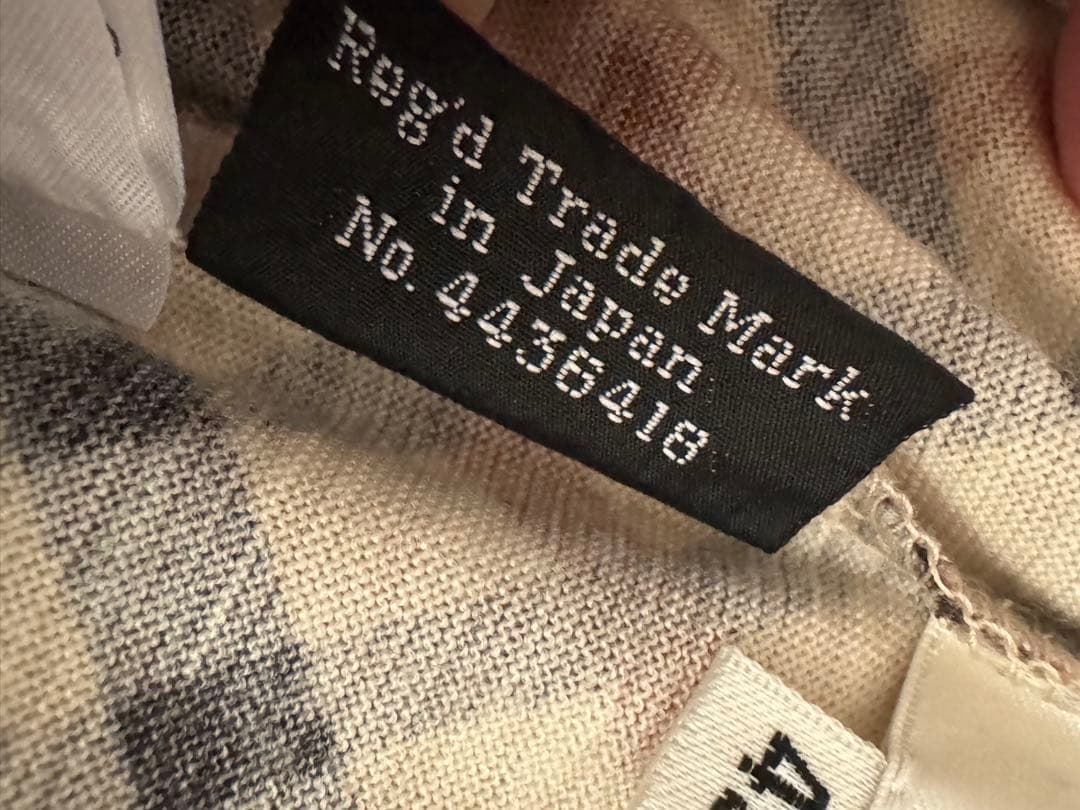 Reg'd Trade Mark
in Japan
No. 4436418